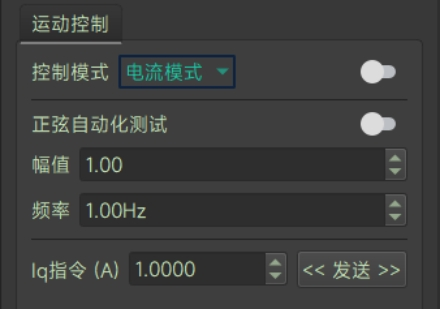 运动控制
控制模式 电流模式
正弦自动化测试
幅值 1.00
频率 1.00Hz
Iq指令 (A) 1.0000 << 发送 >>